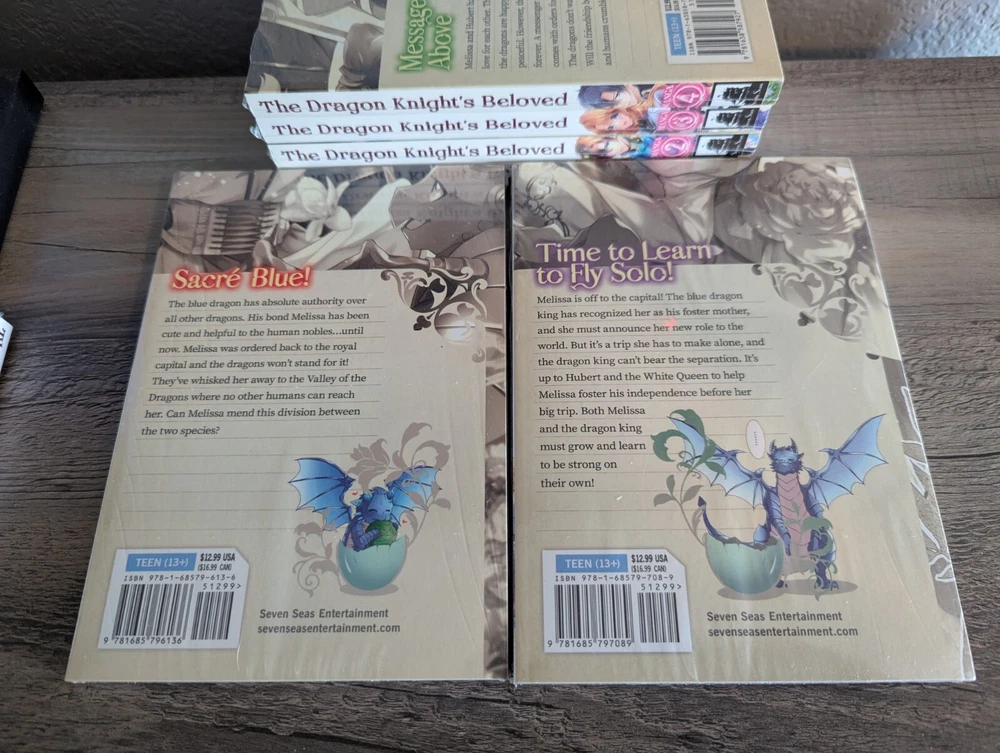 Message
Above
Melissa and Hubert
love for each other. Th
the dragons are happ
peaceful. However, th
forever. A messenger
comes with orders fo
The dragons don't wa
Will the friendship b
and humans crumble
TEEN (13+)
The Dragon Knight's Beloved
MANGA 4
The Dragon Knight's Beloved
MANGA 3
The Dragon Knight's Beloved
MANGA 2
Sacré Blue!
The blue dragon has absolute authority over
all other dragons. His bond Melissa has been
cute and helpful to the human nobles...until
now. Melissa was ordered back to the royal
capital and the dragons won't stand for it!
They've whisked her away to the Valley of the
Dragons where no other humans can reach
her. Can Melissa mend this division between
the two species?
TEEN (13+)
$12.99 USA
($16.99 CAN)
ISBN 978-1-68579-613-6
51299>
9 781685 796136
Seven Seas Entertainment
sevenseasentertainment.com
Time to Learn
to Fly Solo!
Melissa is off to the capital! The blue dragon
king has recognized her as his foster mother,
and she must announce her new role to the
world. But it's a trip she has to make alone, and
the dragon king can't bear the separation. It's
up to Hubert and the White Queen to help
Melissa foster his independence before her
big trip. Both Melissa
and the dragon king
must grow and learn
to be strong on
their own!
......
TEEN (13+)
$12.99 USA
($16.99 CAN)
ISBN 978-1-68579-708-9
51299>
9 781685 797089
Seven Seas Entertainment
sevenseasentertainment.com